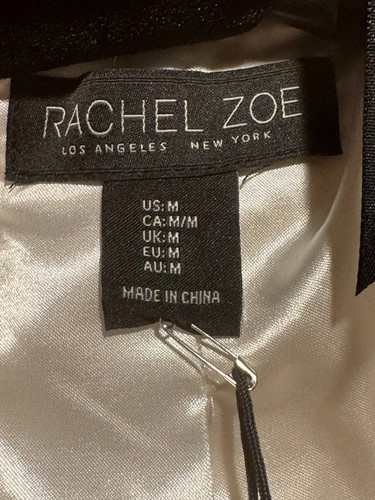 RACHEL ZOE
LOS ANGELES NEW YORK
US: M
CA: M/M
UK: M
EU: M
AU: M
MADE IN CHINA